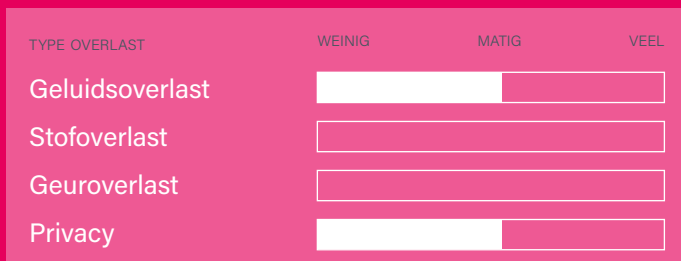 TYPE OVERLAST WEINIG MATIG VEEL
Geluidsoverlast
Stofoverlast
Geuroverlast
Privacy